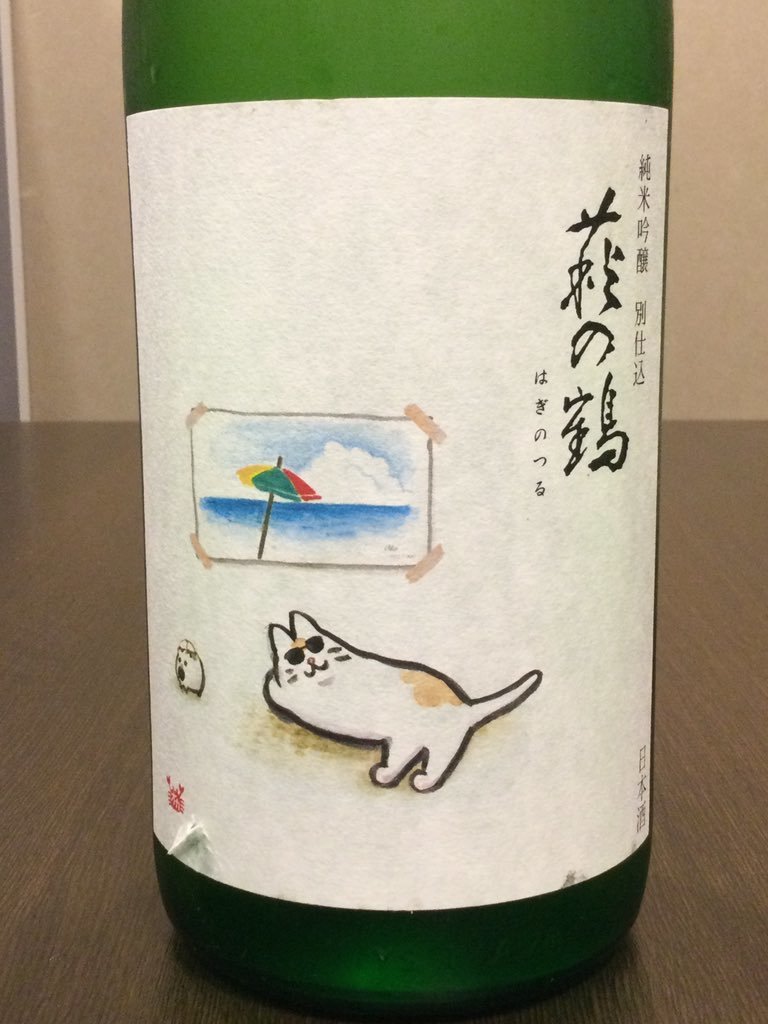 純米吟醸 別仕込
萩の鶴
はぎのつる
日本酒